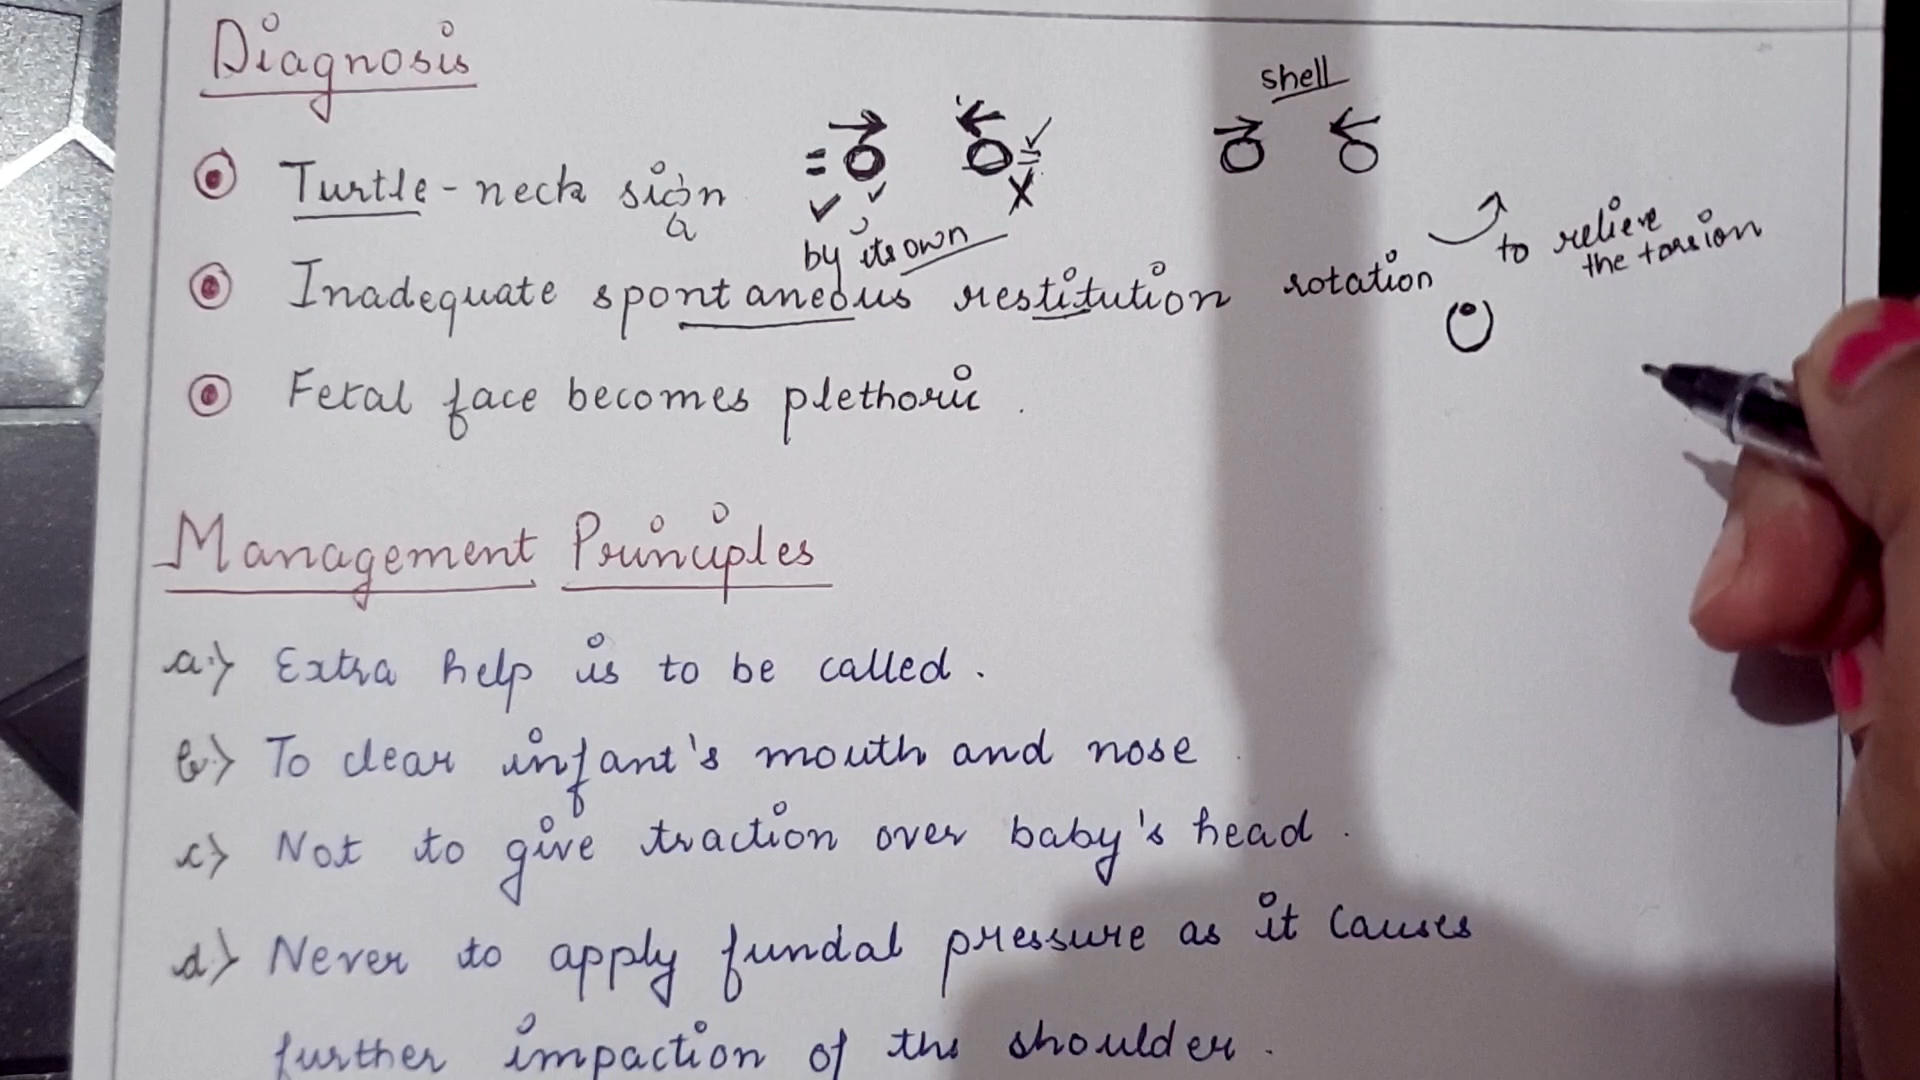 Diagnosis
shell
Turtle-neck sign
by its own
to relieve
the torsion
Inadequate spontaneous restitution rotation
Fetal face becomes plethoric.
Management Principles
a.) Extra help is to be called.
b.) To clear infant's mouth and nose.
c.) Not to give traction over baby's head.
d.) Never to apply fundal pressure as it causes
further impaction of the shoulder.